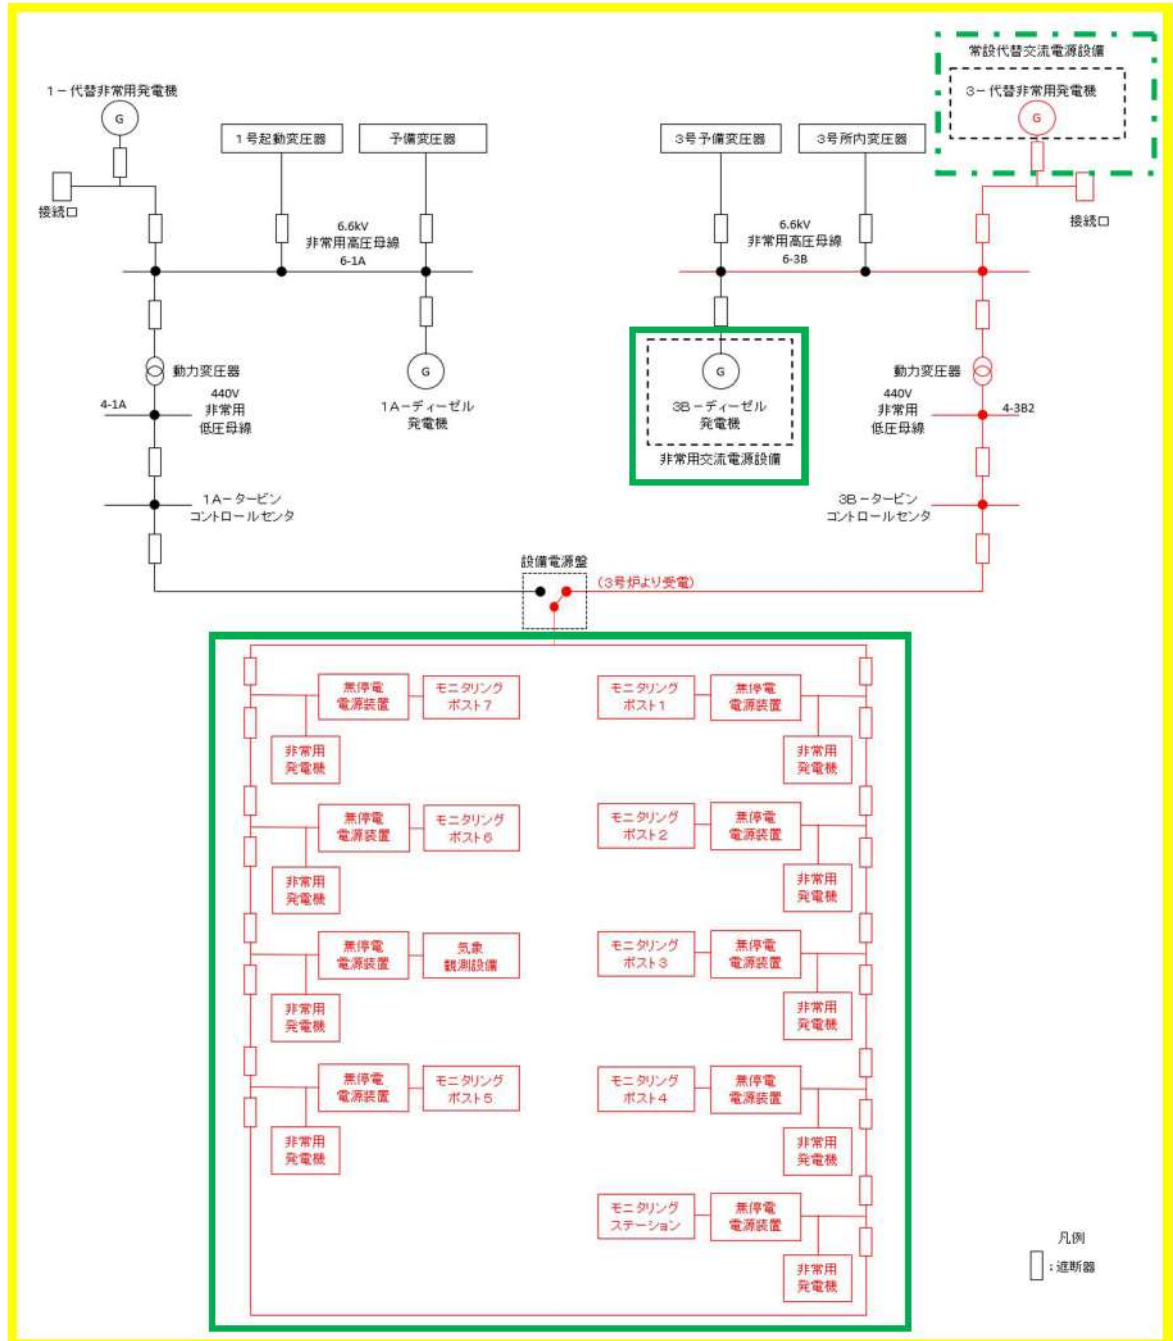 常設代替交流電源設備
1－代替非常用発電機
3－代替非常用発電機
G
G
1号起動変圧器
予備変圧器
3号予備変圧器
3号所内変圧器
接続口
接続口
6.6kV
非常用高圧母線
6-1A
6.6kV
非常用高圧母線
6-3B
動力変圧器
G
1A－ディーゼル
発電機
G
3B－ディーゼル
発電機
非常用交流電源設備
動力変圧器
4-1A
440V
非常用
低圧母線
440V
非常用
低圧母線
4-3B2
1A－タービン
コントロールセンタ
3B－タービン
コントロールセンタ
設備電源盤
（3号炉より受電）
無停電
電源装置
モニタリング
ポスト7
モニタリング
ポスト1
無停電
電源装置
非常用
発電機
非常用
発電機
無停電
電源装置
モニタリング
ポスト6
モニタリング
ポスト2
無停電
電源装置
非常用
発電機
非常用
発電機
無停電
電源装置
気象
観測設備
モニタリング
ポスト3
無停電
電源装置
非常用
発電機
非常用
発電機
無停電
電源装置
モニタリング
ポスト5
モニタリング
ポスト4
無停電
電源装置
非常用
発電機
非常用
発電機
モニタリング
ステーション
無停電
電源装置
非常用
発電機
凡例
：遮断器